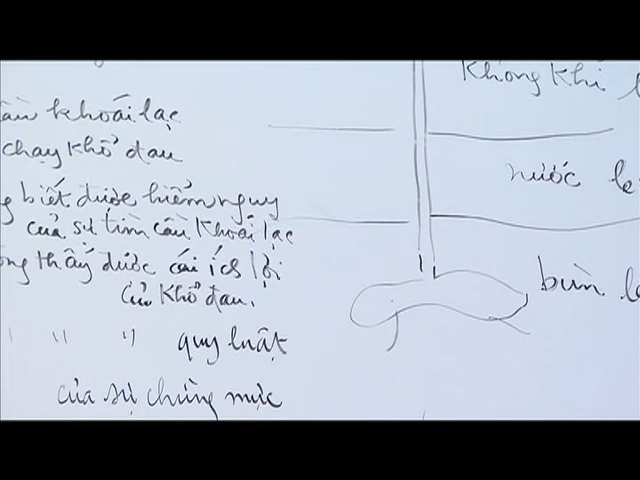 khoái lạc
chạy khổ đau
biết được hiểm nguy
của sự tìm cầu khoái lạc
thấy được cái ích lợi
của khổ đau.
" " quy luật
của sự chừng mực
không khí
nước
bùn